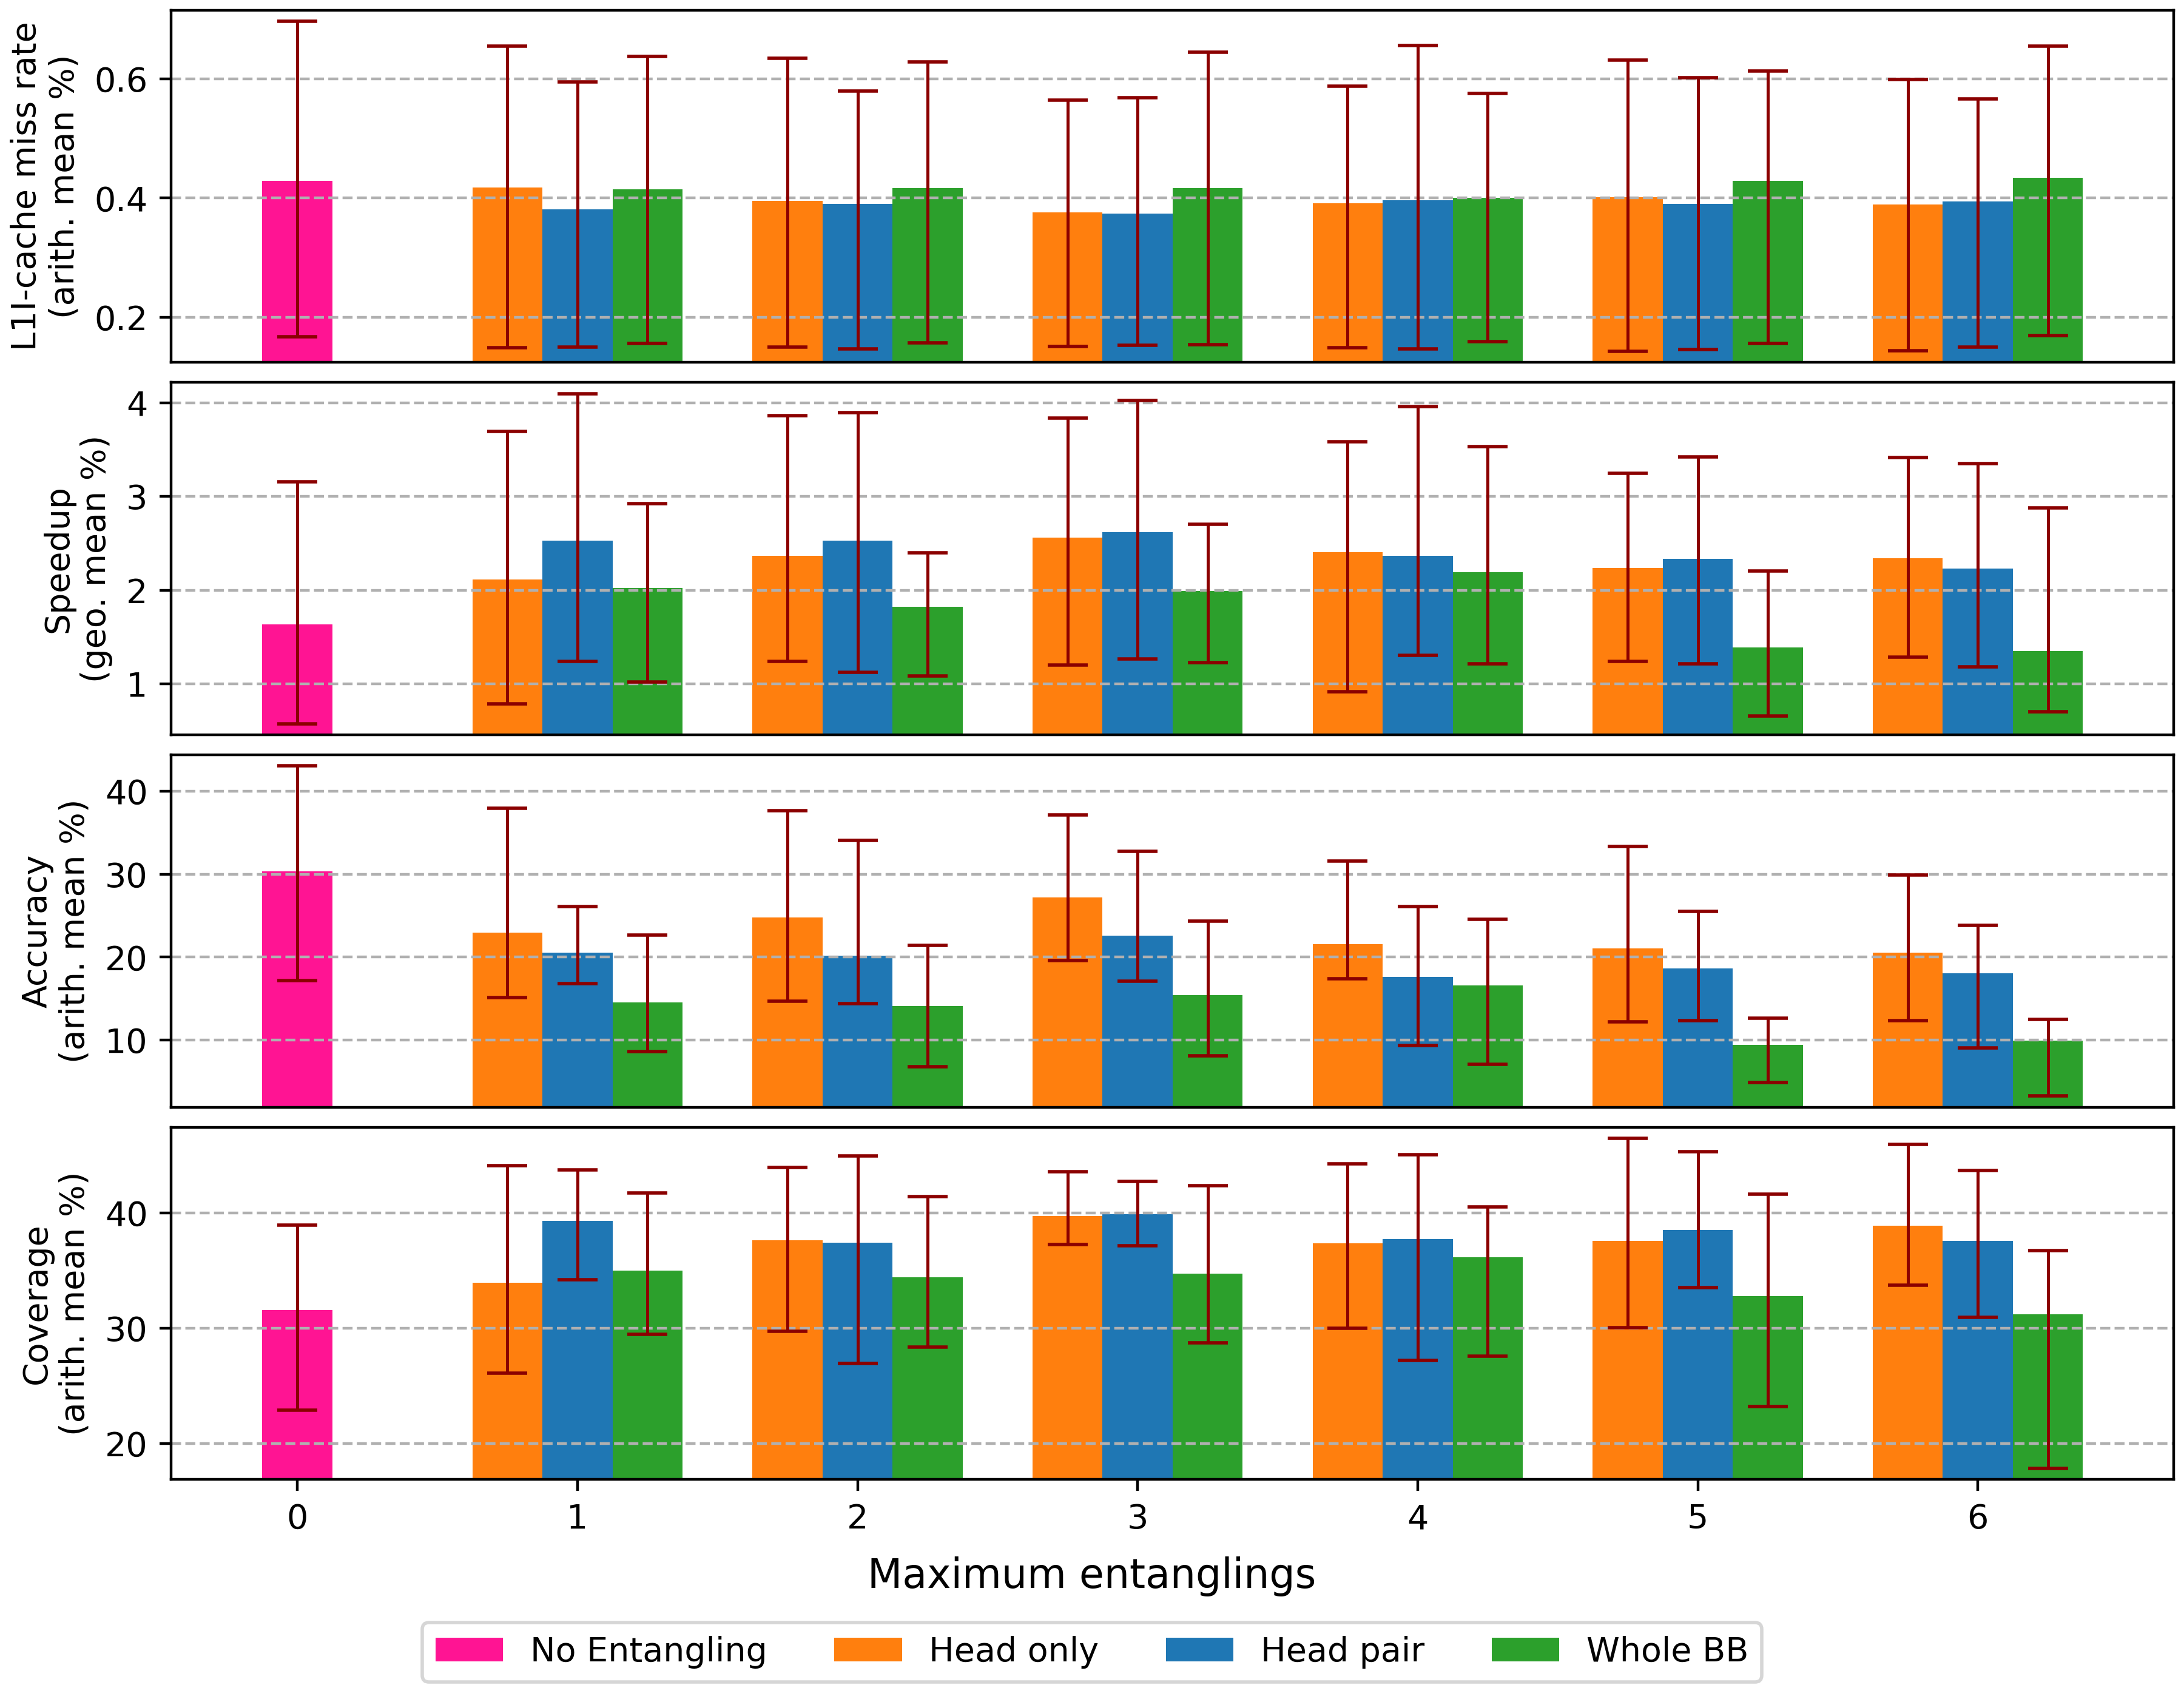 L1I-cache miss rate
(arith. mean %)
0.6
0.4
0.2
Speedup
(geo. mean %)
4
3
2
1
Accuracy
(arith. mean %)
40
30
20
10
Coverage
(arith. mean %)
40
30
20
0 1 2 3 4 5 6
Maximum entanglings
No Entangling Head only Head pair Whole BB